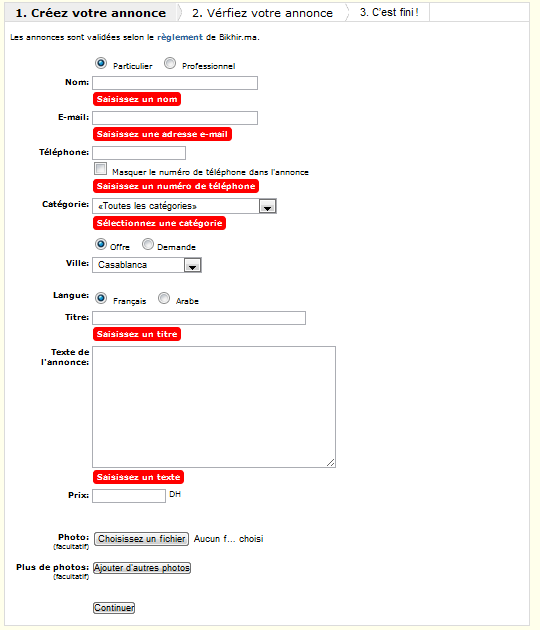 1. Créez votre annonce 2. Vérfiez votre annonce 3. C'est fini !
Les annonces sont validées selon le règlement de Bikhir.ma.
Particulier Professionnel
Nom:
Saisissez un nom
E-mail:
Saisissez une adresse e-mail
Téléphone:
Masquer le numéro de téléphone dans l'annonce
Saisissez un numéro de téléphone
Catégorie: «Toutes les catégories»
Sélectionnez une catégorie
Offre Demande
Ville: Casablanca
Langue: Français Arabe
Titre:
Saisissez un titre
Texte de
l'annonce:
Saisissez un texte
Prix: DH
Photo: Choisissez un fichier Aucun f... choisi
(facultatif)
Plus de photos: Ajouter d'autres photos
(facultatif)
Continuer